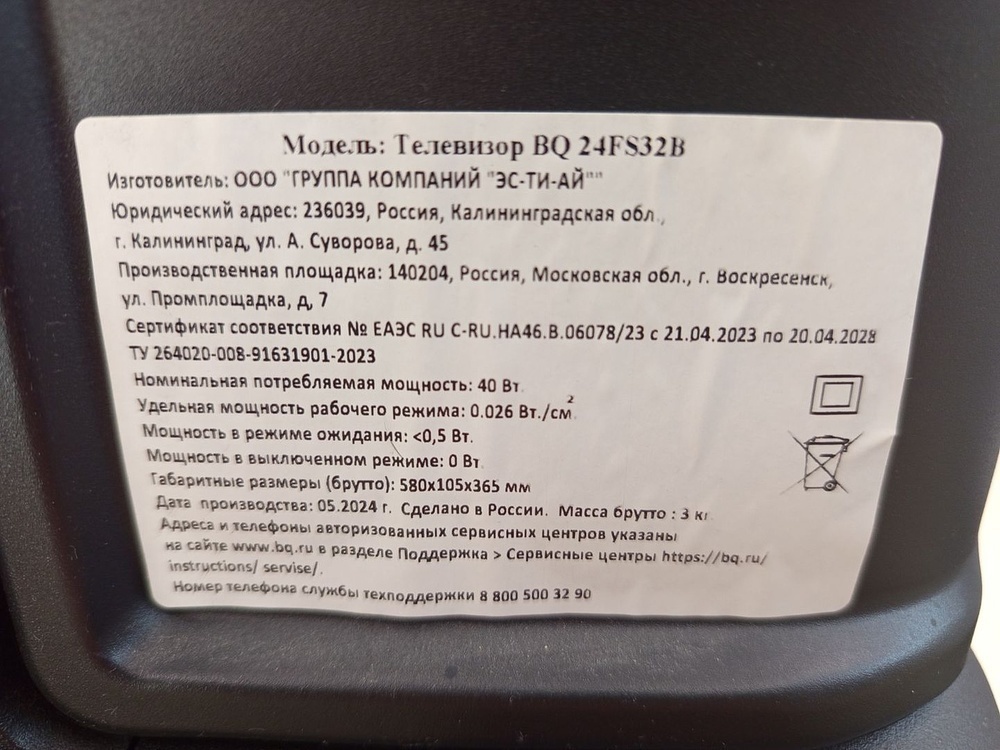 Модель: Телевизор BQ 24FS32B
Изготовитель: ООО "ГРУППА КОМПАНИЙ "ЭС-ТИ-АЙ""
Юридический адрес: 236039, Россия, Калининградская обл.,
г. Калининград, ул. А. Суворова, д. 45
Производственная площадка: 140204, Россия, Московская обл., г. Воскресенск,
ул. Промплощадка, д, 7
Сертификат соответствия № ЕАЭС RU С-RU.НА46.В.06078/23 с 21.04.2023 по 20.04.2028
ТУ 264020-008-91631901-2023
Номинальная потребляемая мощность: 40 Вт.
Удельная мощность рабочего режима: 0.026 Вт./см²
Мощность в режиме ожидания: <0,5 Вт.
Мощность в выключенном режиме: 0 Вт.
Габаритные размеры (брутто): 580х105х365 мм
Дата производства: 05.2024 г. Сделано в России. Масса брутто : 3 кг.
Адреса и телефоны авторизованных сервисных центров указаны
на сайте www.bq.ru в разделе Поддержка > Сервисные центры https://bq.ru/
instructions/ servise/.
Номер телефона службы техподдержки 8 800 500 32 90